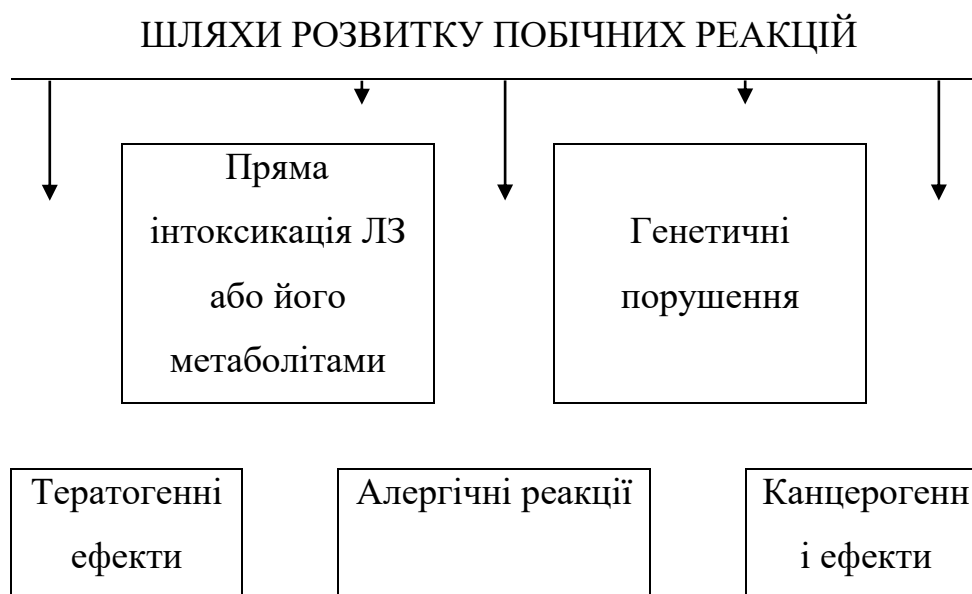 ШЛЯХИ РОЗВИТКУ ПОБІЧНИХ РЕАКЦІЙ
Пряма
інтоксикація ЛЗ
або його
метаболітами
Генетичні
порушення
Тератогенні
ефекти
Алергічні реакції
Канцерогенн
і ефекти